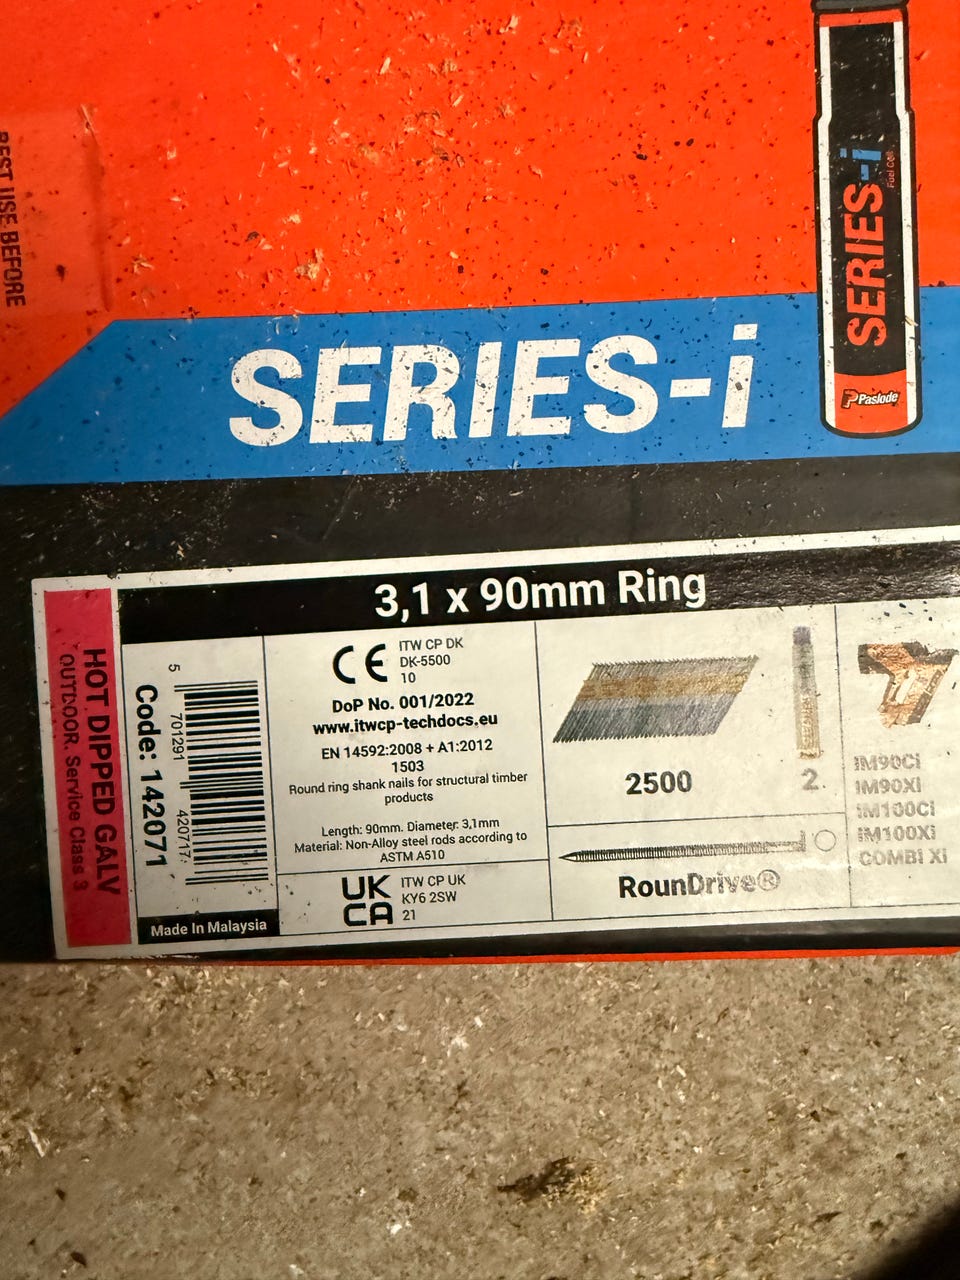 BEST USE BEFORE
SERIES-i
Fuel Cell
Paslode
SERIES-i
3,1 x 90mm Ring
HOT DIPPED GALV
OUTDOOR. Service Class 3
Code: 142071
5 701291 420717
Made In Malaysia
CE
ITW CP DK
DK-5500
10
DoP No. 001/2022
www.itwcp-techdocs.eu
EN 14592:2008 + A1:2012
1503
Round ring shank nails for structural timber
products
Length: 90mm. Diameter: 3,1mm
Material: Non-Alloy steel rods according to
ASTM A510
UK
CA
ITW CP UK
KY6 2SW
21
2500
2
RounDrive®
IM90Ci
IM90Xi
IM100Ci
IM100Xi
COMBI Xi